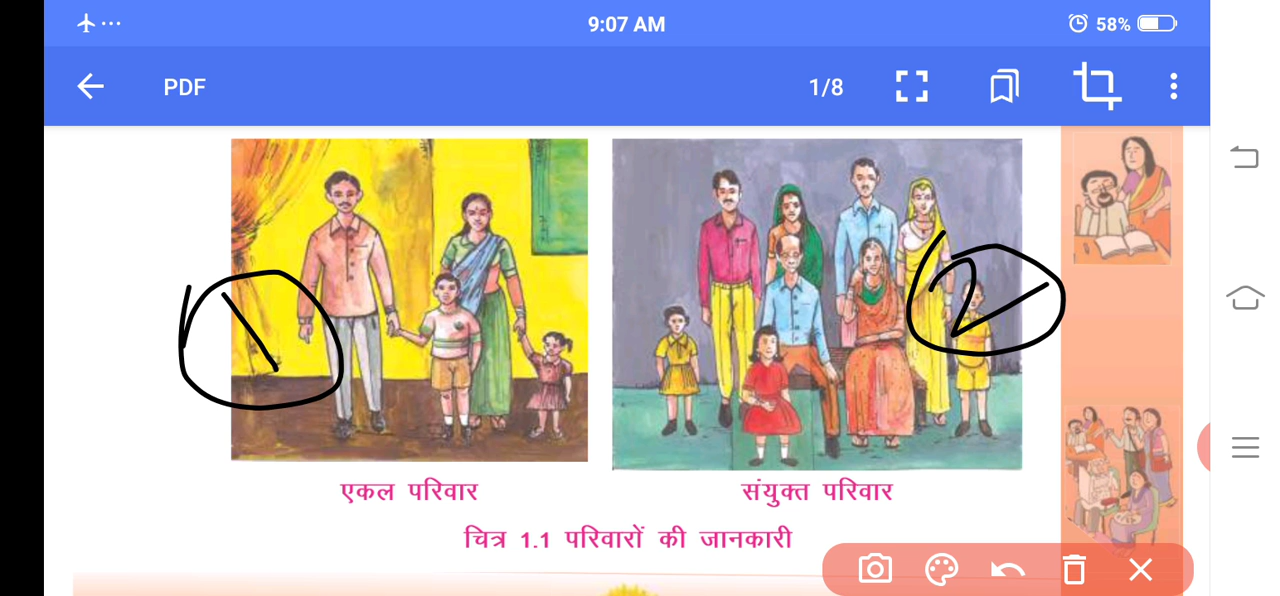 9:07 AM 58%
PDF 1/8
1 2
एकल परिवार संयुक्त परिवार
चित्र 1.1 परिवारों की जानकारी